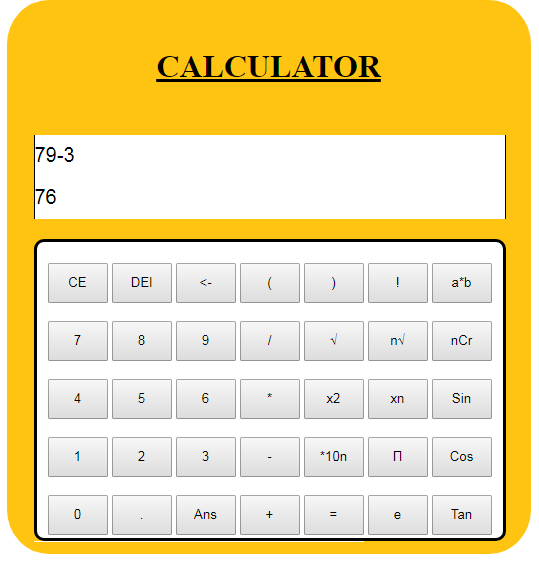 CALCULATOR
79-3
76
CE DEl <- ( ) ! a*b
7 8 9 / √ n√ nCr
4 5 6 * x2 xn Sin
1 2 3 - *10n Π Cos
0 . Ans + = e Tan